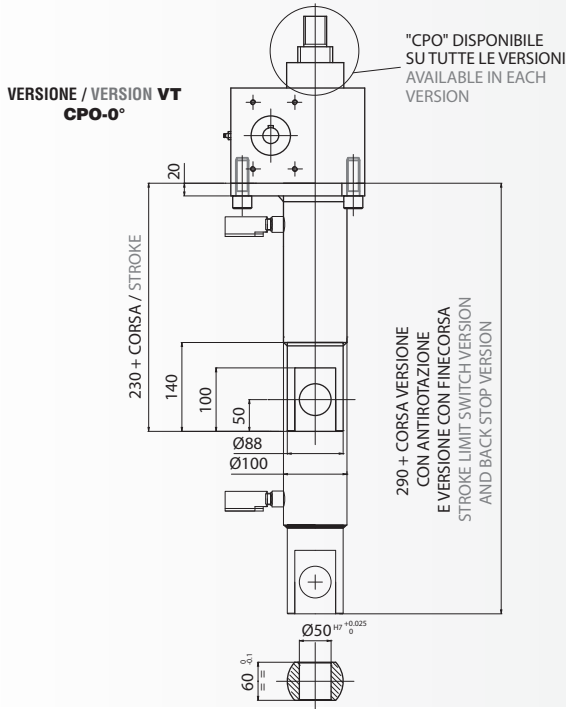 "CPO" DISPONIBILE
SU TUTTE LE VERSIONI
AVAILABLE IN EACH
VERSION
VERSIONE / VERSION VT
CPO-0°
20
230 + CORSA / STROKE
140
100
50
Ø88
Ø100
290 + CORSA VERSIONE
CON ANTIROTAZIONE
E VERSIONE CON FINECORSA
STROKE LIMIT SWITCH VERSION
AND BACK STOP VERSION
Ø50 H7 +0.025 0
60 0 -0.1
= =